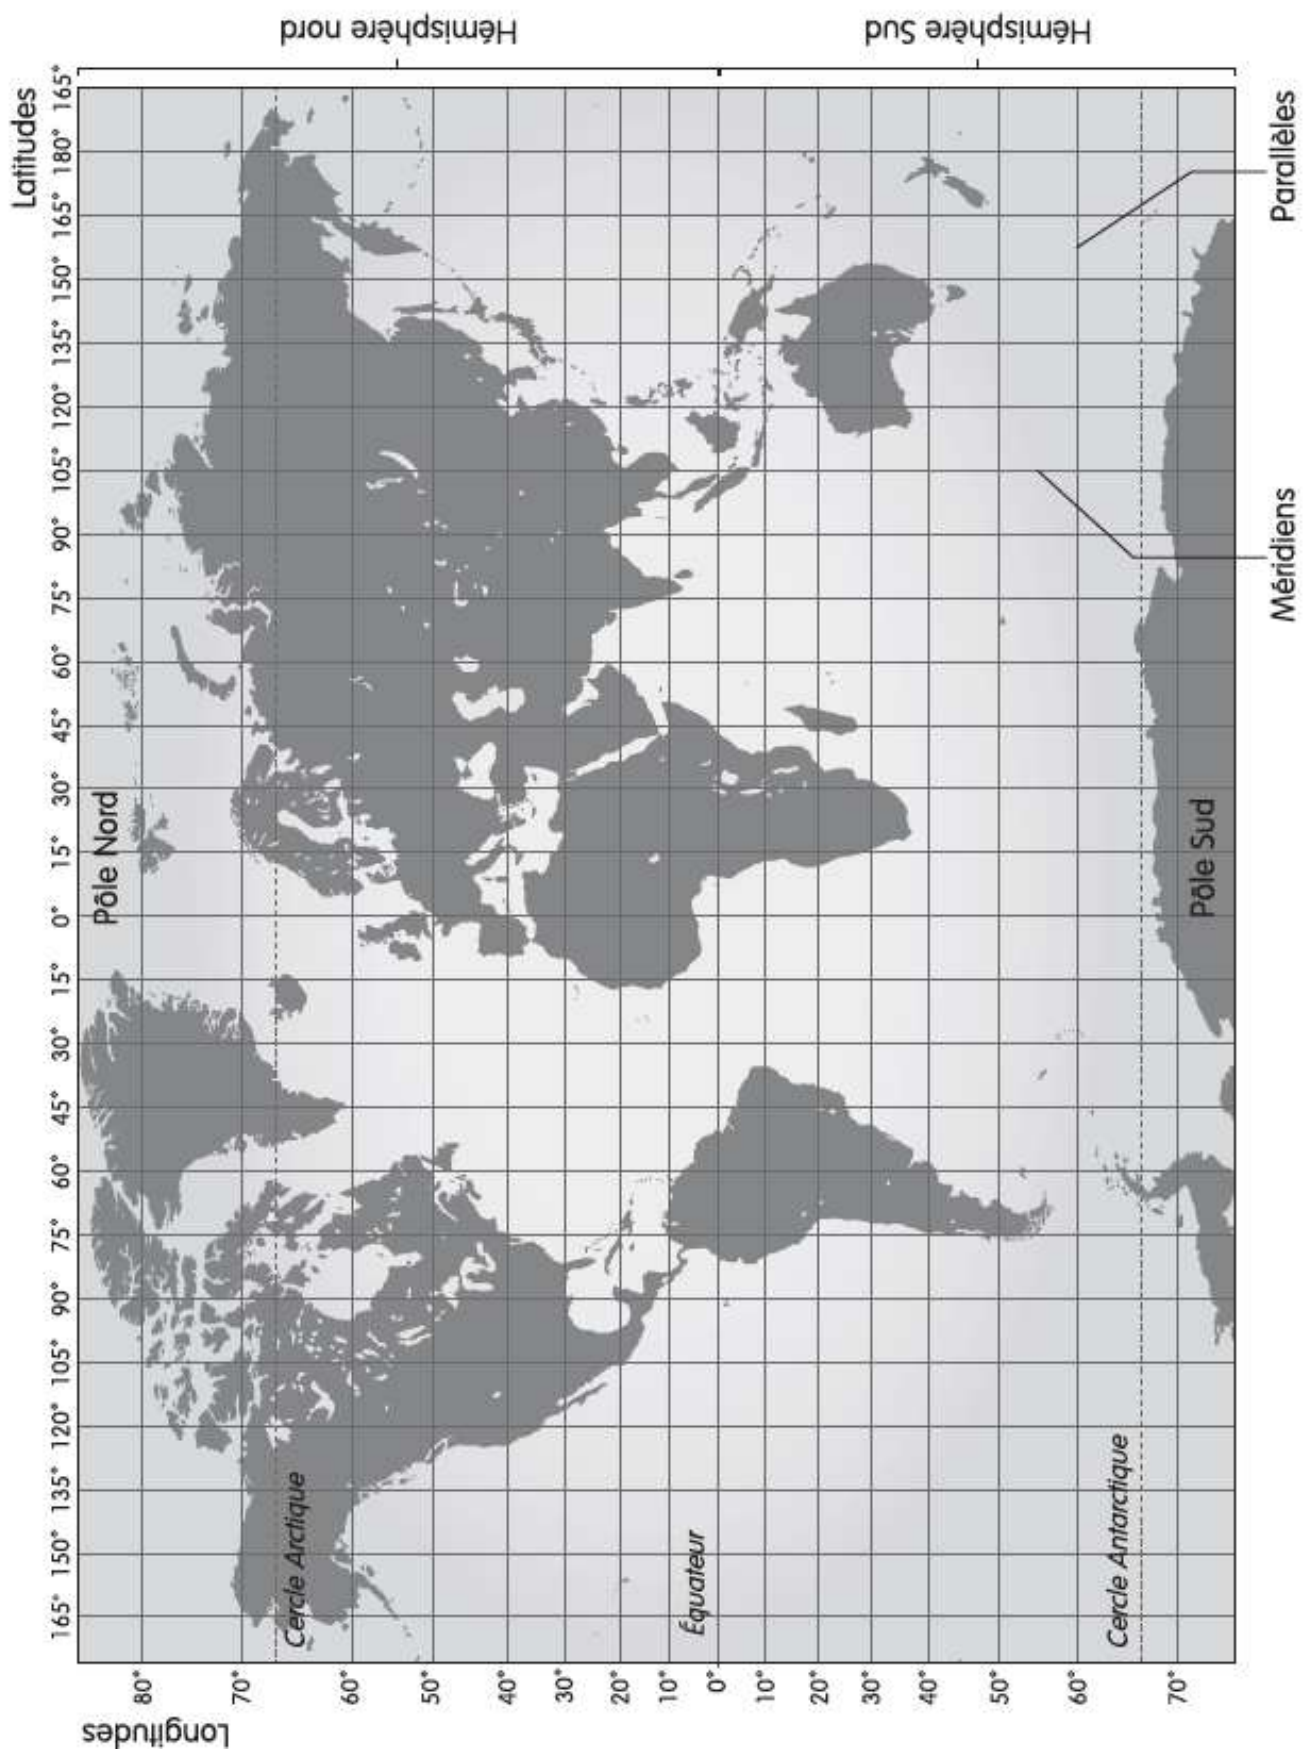 Latitudes
165° 150° 135° 120° 105° 90° 75° 60° 45° 30° 15° 0° 15° 30° 45° 60° 75° 90° 105° 120° 135° 150° 165° 180° 165°
Longitudes
Pôle Nord
80°
70°
Cercle Arctique
60°
50°
40°
30°
20°
10°
Équateur
0°
10°
20°
30°
40°
50°
60°
Cercle Antarctique
70°
Pôle Sud
Hémisphère nord
Hémisphère Sud
Méridiens
Parallèles